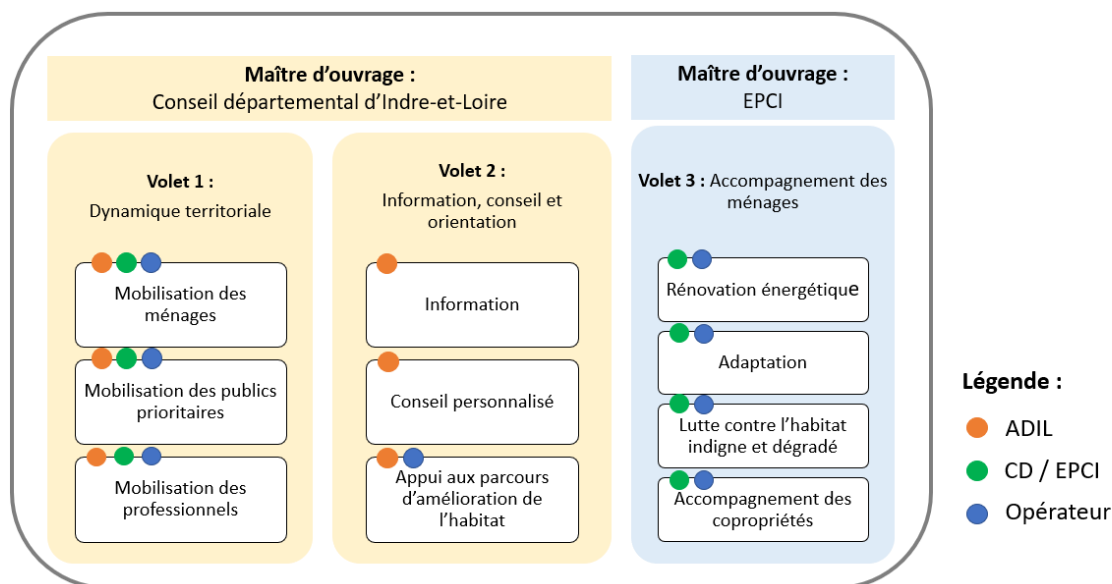 Maître d’ouvrage :
Conseil départemental d’Indre-et-Loire
Maître d’ouvrage :
EPCI
Volet 1 :
Dynamique territoriale
Mobilisation des
ménages
Mobilisation des publics
prioritaires
Mobilisation des
professionnels
Volet 2 :
Information, conseil et
orientation
Information
Conseil personnalisé
Appui aux parcours
d’amélioration de
l’habitat
Volet 3 : Accompagnement des
ménages
Rénovation énergétique
Adaptation
Lutte contre l’habitat
indigne et dégradé
Accompagnement des
copropriétés
Légende :
ADIL
CD / EPCI
Opérateur